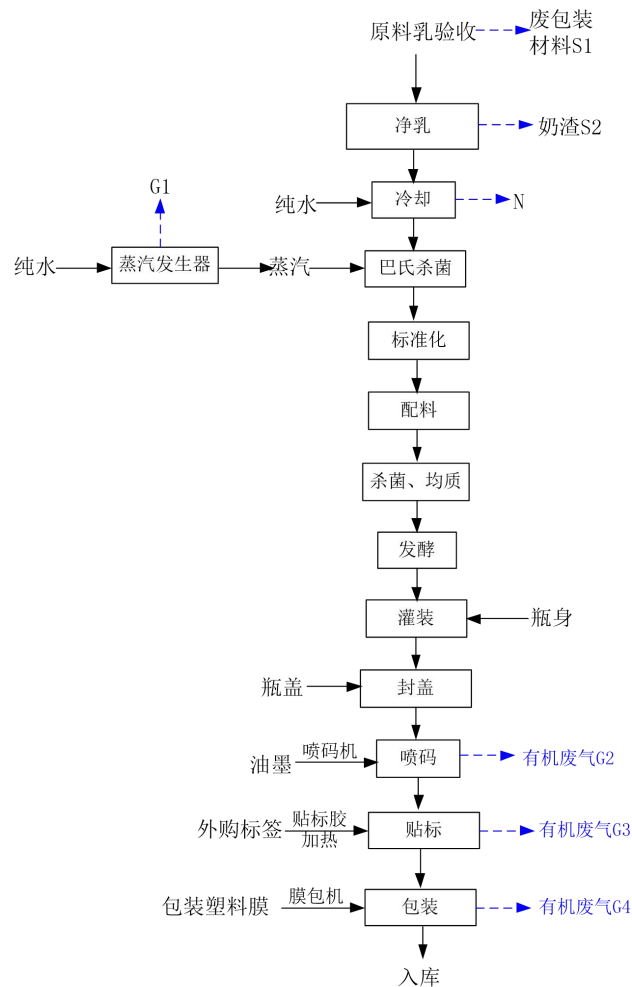 原料乳验收
废包装
材料S1
净乳
奶渣S2
G1
纯水
冷却
N
纯水
蒸汽发生器
蒸汽
巴氏杀菌
标准化
配料
杀菌、均质
发酵
灌装
瓶身
瓶盖
封盖
油墨
喷码机
喷码
有机废气G2
外购标签
贴标胶
加热
贴标
有机废气G3
包装塑料膜
膜包机
包装
有机废气G4
入库